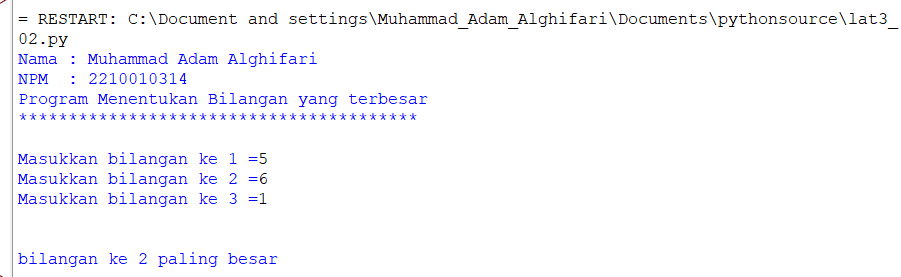 = RESTART: C:\Document and settings\Muhammad_Adam_Alghifari\Documents\pythonsource\lat3_
02.py
Nama : Muhammad Adam Alghifari
NPM  : 2210010314
Program Menentukan Bilangan yang terbesar
****************************************
Masukkan bilangan ke 1 =5
Masukkan bilangan ke 2 =6
Masukkan bilangan ke 3 =1
bilangan ke 2 paling besar